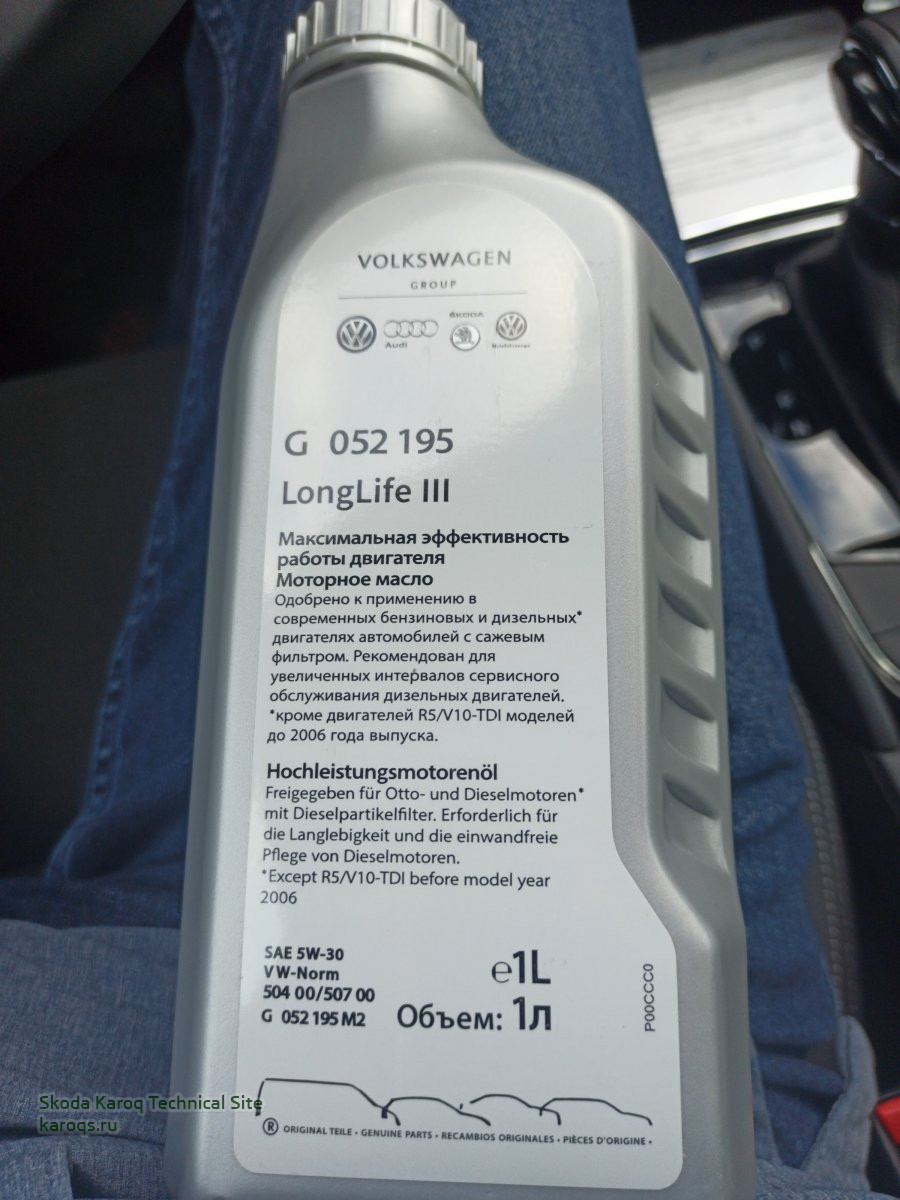 VOLKSWAGEN
GROUP
Audi
ŠKODA
G 052 195
LongLife III
Максимальная эффективность
работы двигателя
Моторное масло
Одобрено к применению в
современных бензиновых и дизельных*
двигателях автомобилей с сажевым
фильтром. Рекомендован для
увеличенных интервалов сервисного
обслуживания дизельных двигателей.
*кроме двигателей R5/V10-TDI моделей
до 2006 года выпуска.
Hochleistungsmotorenöl
Freigegeben für Otto- und Dieselmotoren*
mit Dieselpartikelfilter. Erforderlich für
die Langlebigkeit und die einwandfreie
Pflege von Dieselmotoren.
*Except R5/V10-TDI before model year
2006
SAE 5W-30
VW-Norm
504 00/507 00
G 052 195 M2
e1L
Объем: 1л
P00CCC0
® ORIGINAL TEILE • GENUINE PARTS • RECAMBIOS ORIGINALES • PIÈCES D'ORIGINE •
Skoda Karoq Technical Site
karoqs.ru